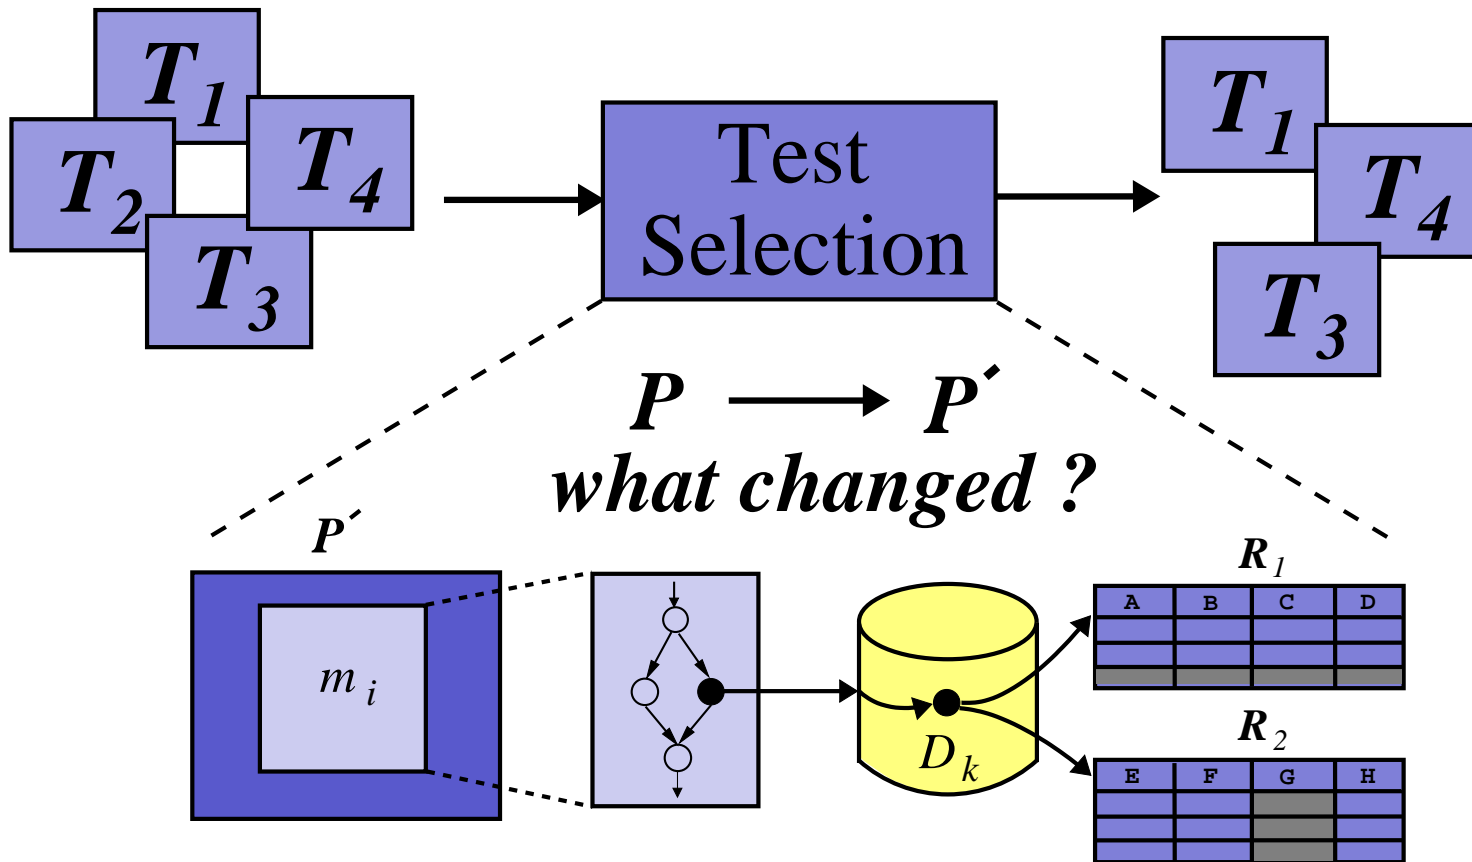 T1
T2
T4
T3
Test
Selection
T1
T4
T3
P P′
what changed ?
P′
mi
Dk
R1
A B C D
R2
E F G H